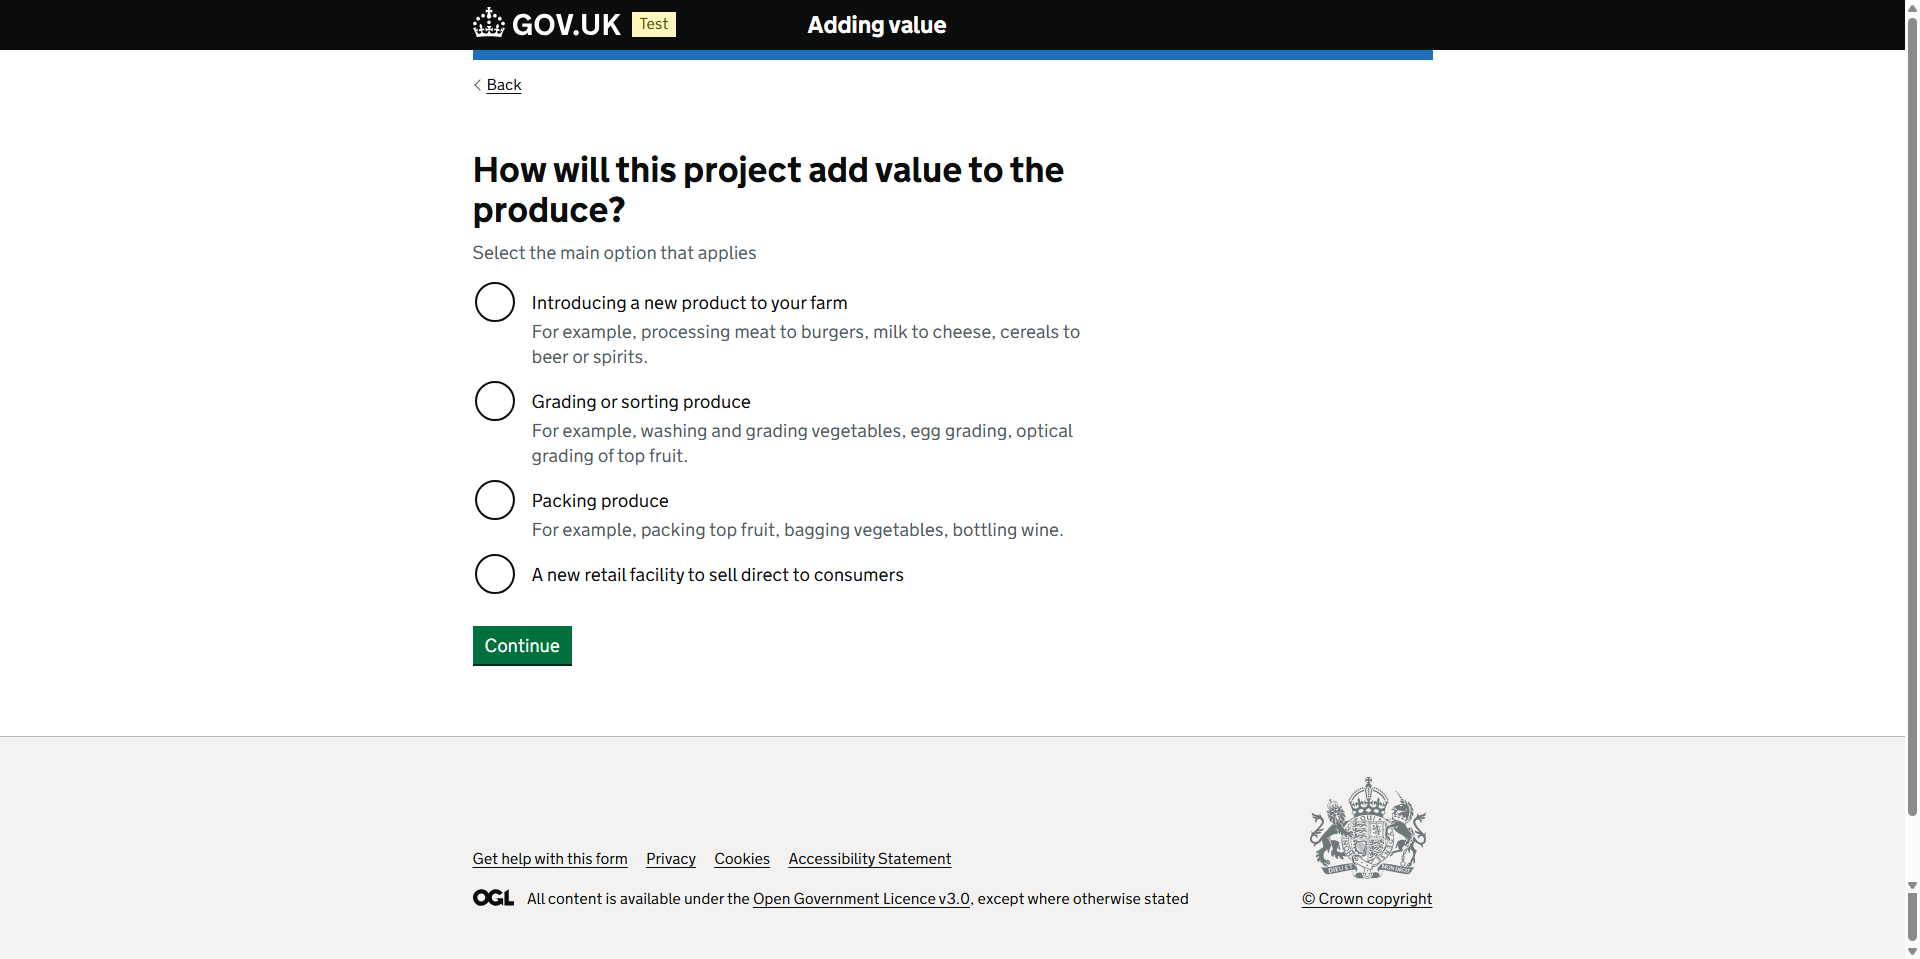 GOV.UK Test Adding value
Back
How will this project add value to the
produce?
Select the main option that applies
Introducing a new product to your farm
For example, processing meat to burgers, milk to cheese, cereals to
beer or spirits.
Grading or sorting produce
For example, washing and grading vegetables, egg grading, optical
grading of top fruit.
Packing produce
For example, packing top fruit, bagging vegetables, bottling wine.
A new retail facility to sell direct to consumers
Continue
Get help with this form Privacy Cookies Accessibility Statement
OGL All content is available under the Open Government Licence v3.0, except where otherwise stated
© Crown copyright